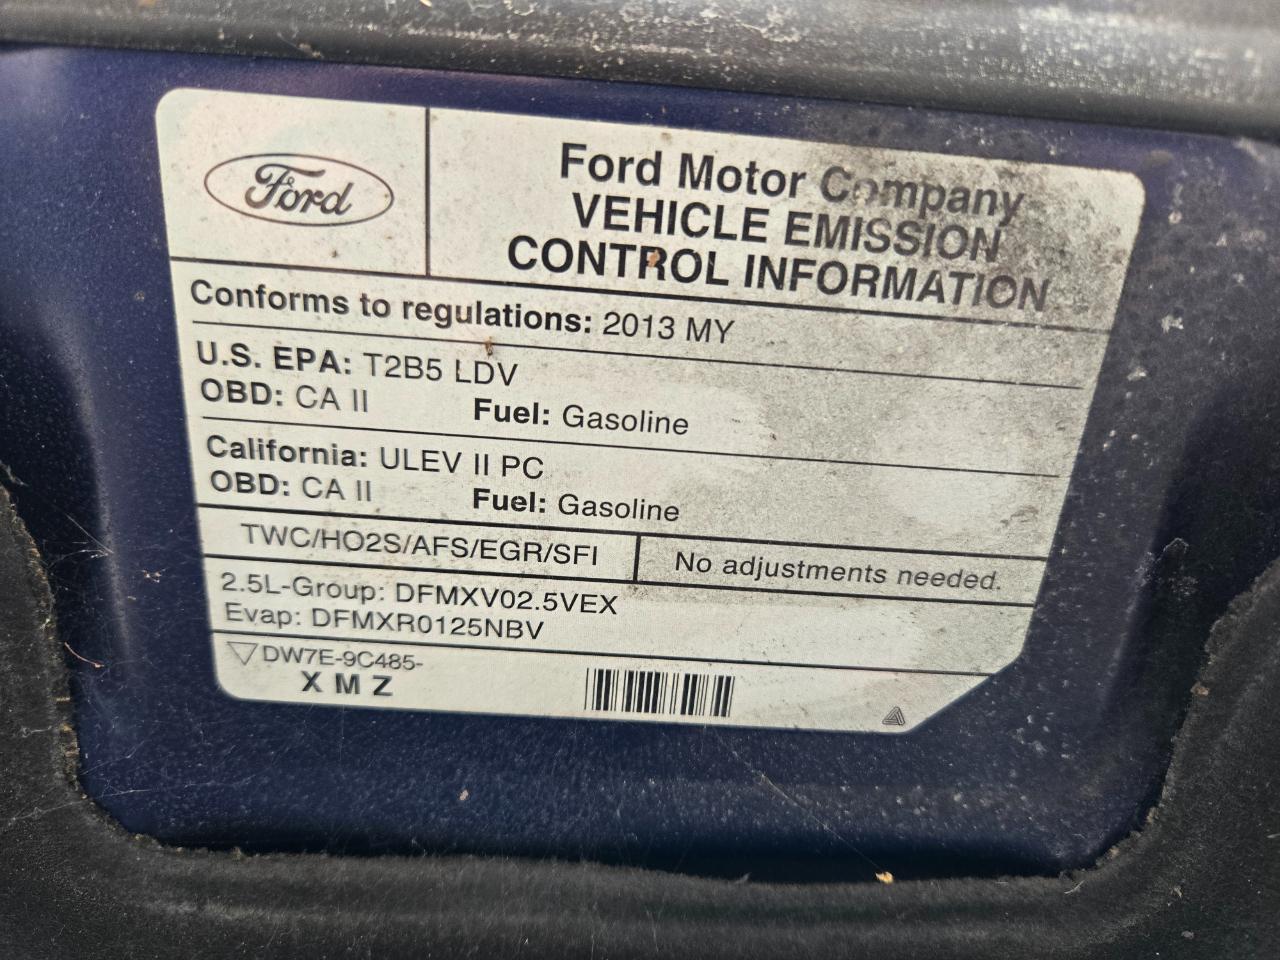 Ford
Ford Motor Company
VEHICLE EMISSION
CONTROL INFORMATION
Conforms to regulations: 2013 MY
U.S. EPA: T2B5 LDV
OBD: CA II Fuel: Gasoline
California: ULEV II PC
OBD: CA II Fuel: Gasoline
TWC/HO2S/AFS/EGR/SFI No adjustments needed.
2.5L-Group: DFMXV02.5VEX
Evap: DFMXR0125NBV
DW7E-9C485-
X M Z